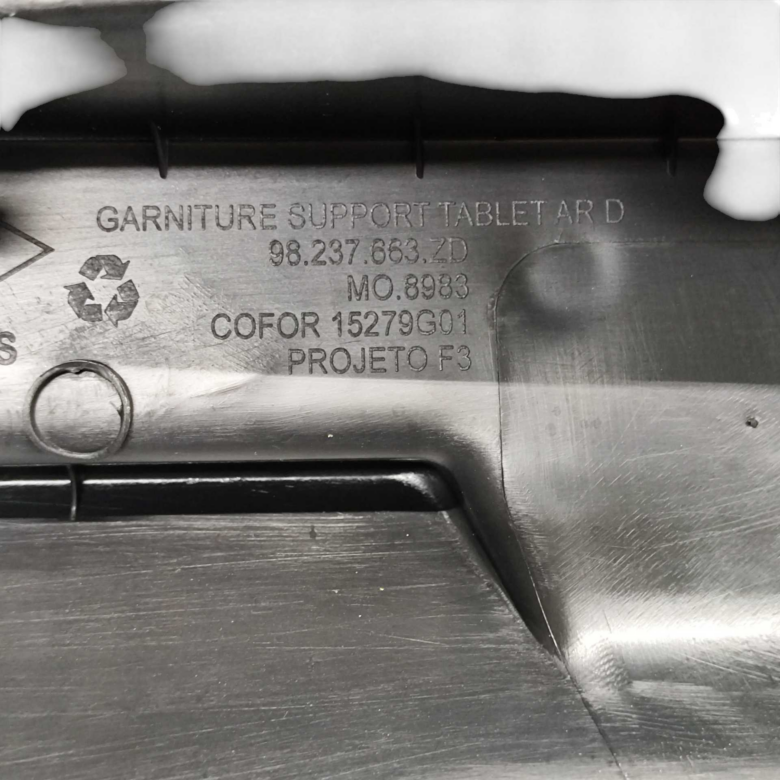 GARNITURE SUPPORT TABLET AR D
98.237.663.ZD
MO.8983
COFOR 15279G01
PROJETO F3
S